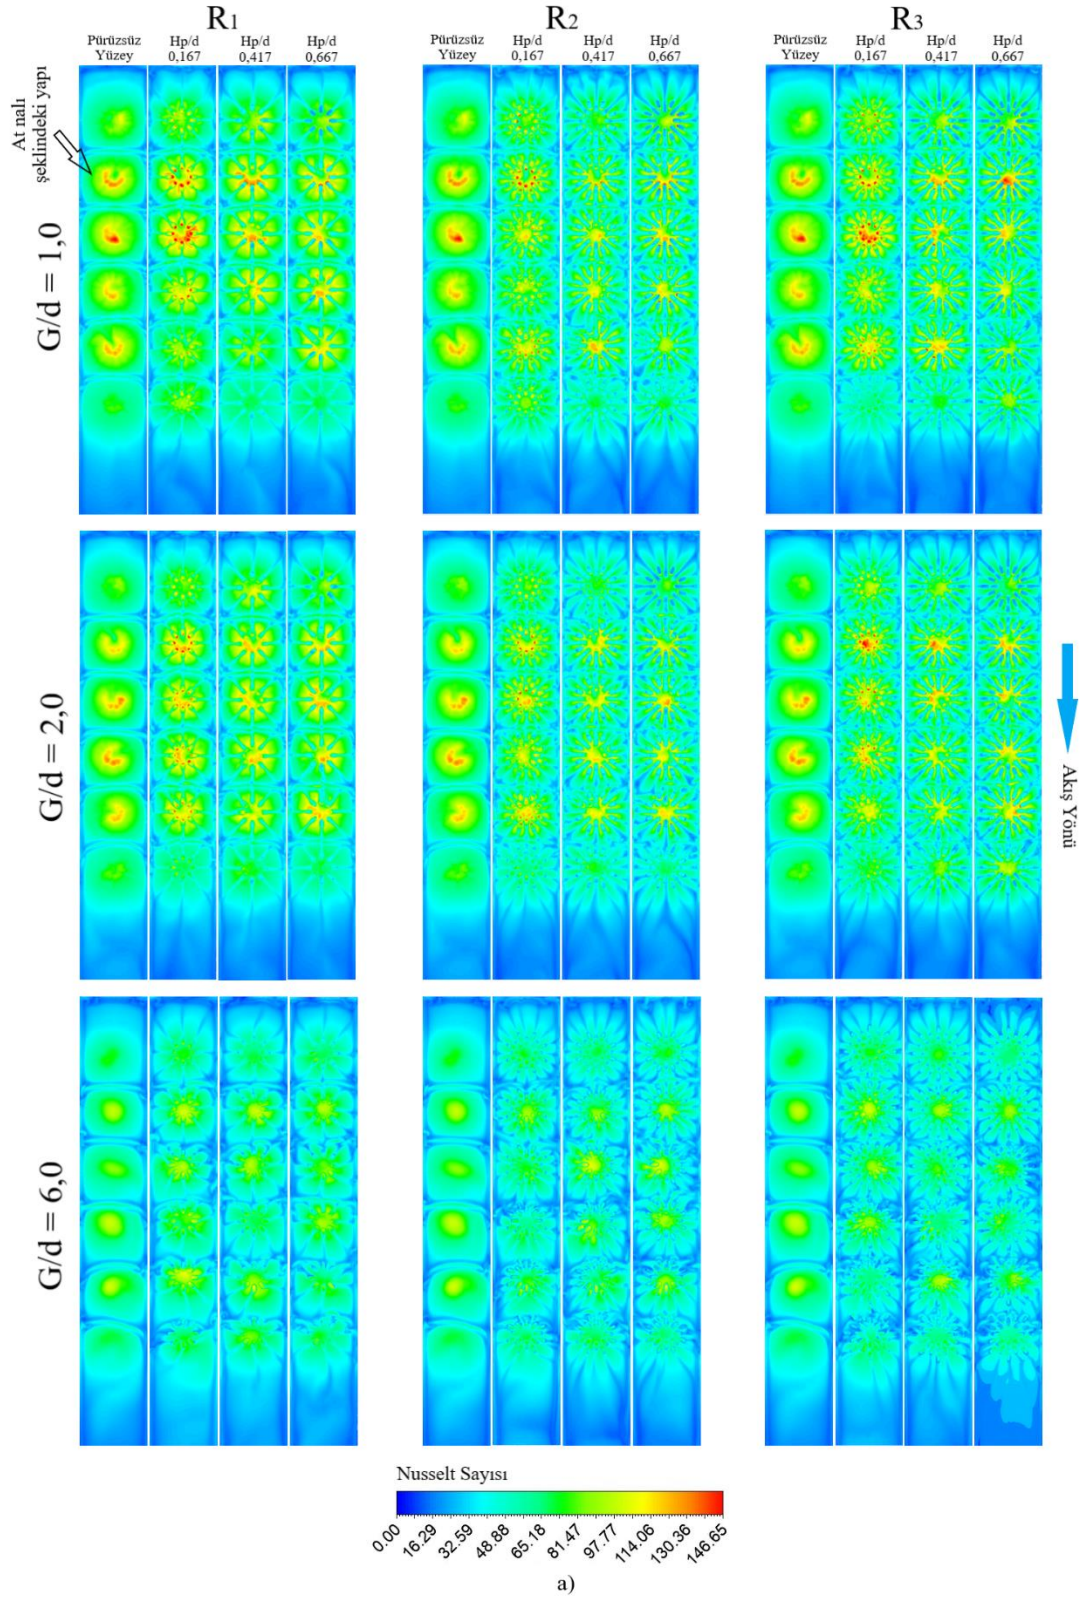 R1
R2
R3
Pürüzsüz
Yüzey
Hp/d
0,167
Hp/d
0,417
Hp/d
0,667
Pürüzsüz
Yüzey
Hp/d
0,167
Hp/d
0,417
Hp/d
0,667
Pürüzsüz
Yüzey
Hp/d
0,167
Hp/d
0,417
Hp/d
0,667
At nalı
şeklindeki yapı
G/d = 1,0
G/d = 2,0
Akış Yönü
G/d = 6,0
Nusselt Sayısı
0.00
16.29
32.59
48.88
65.18
81.47
97.77
114.06
130.36
146.65
a)